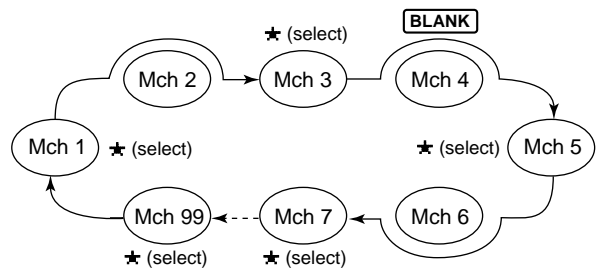 BLANK
★ (select)
Mch 2
Mch 3
Mch 4
Mch 1
★ (select)
★ (select)
Mch 5
Mch 99
Mch 7
Mch 6
★ (select)
★ (select)